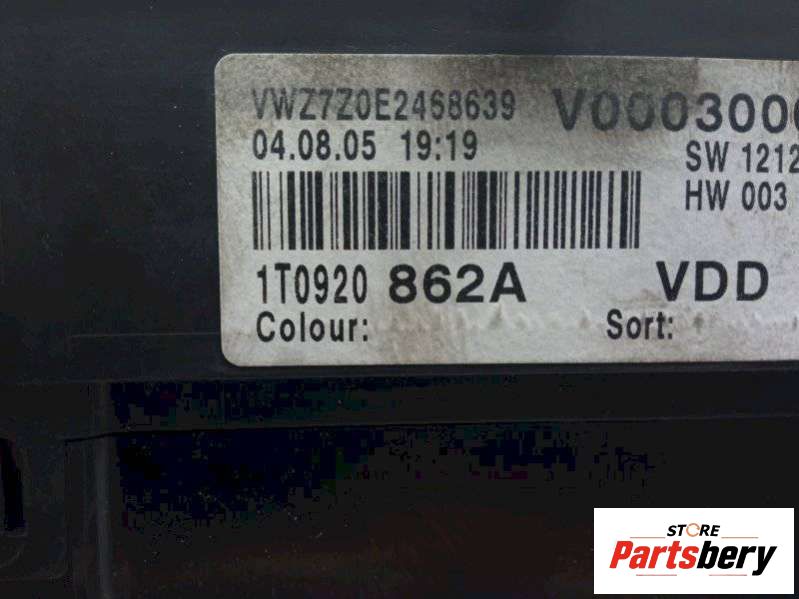 VWZ7Z0E2468639 V0003000
04.08.05 19:19 SW 1212
HW 003
1T0920 862A VDD
Colour: Sort:
STORE
Partsbery